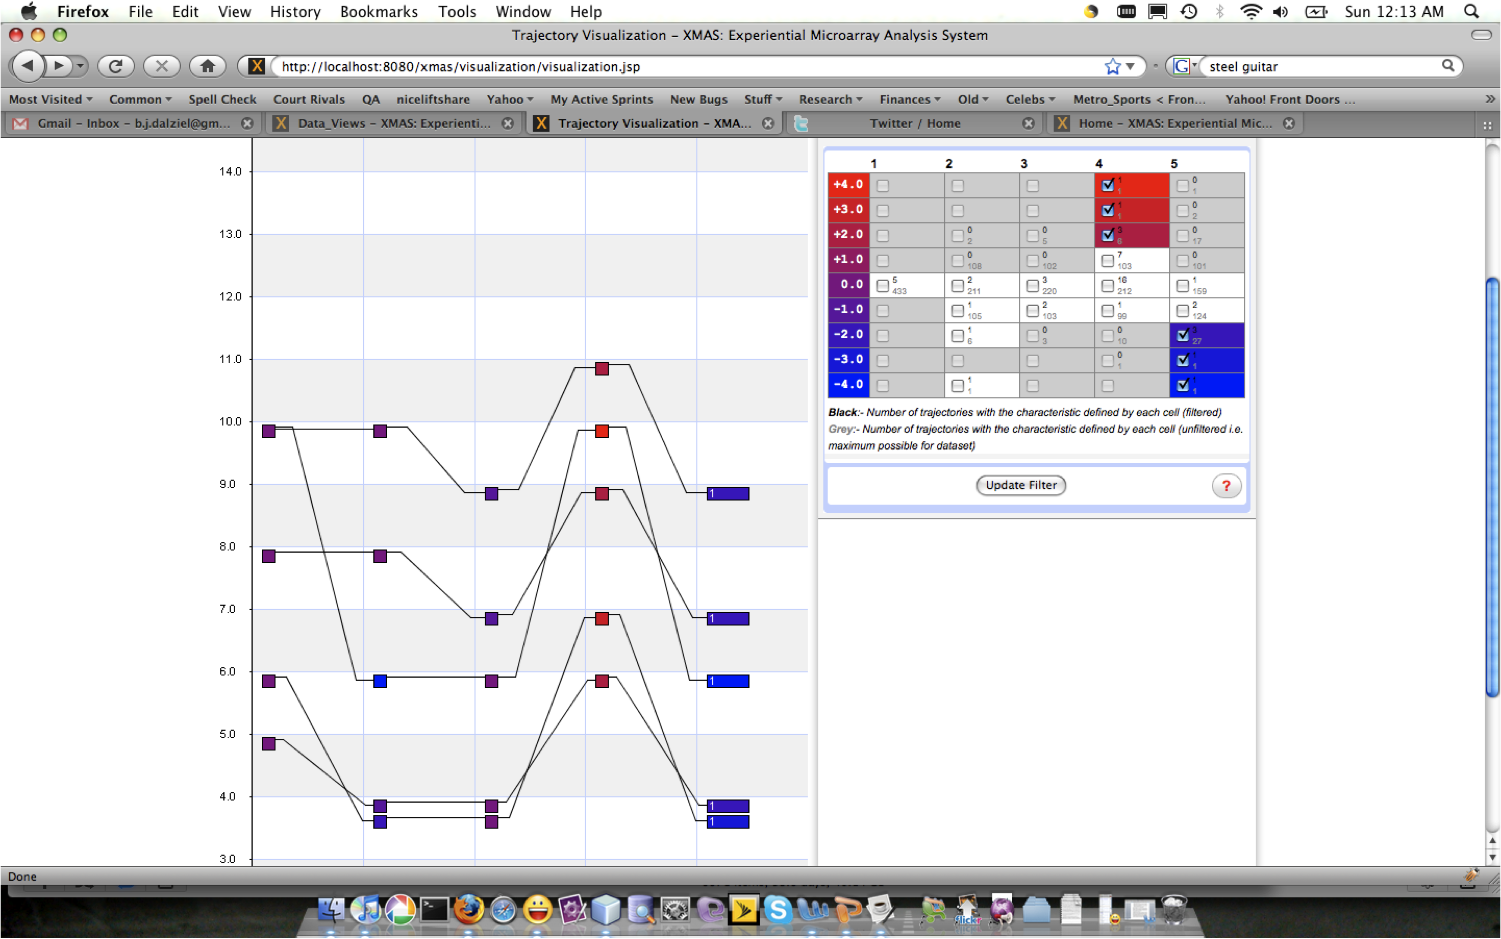 Firefox File Edit View History Bookmarks Tools Window Help Sun 12:13 AM
Trajectory Visualization – XMAS: Experiential Microarray Analysis System
X http://localhost:8080/xmas/visualization/visualization.jsp G steel guitar
Most Visited Common Spell Check Court Rivals QA niceliftshare Yahoo My Active Sprints New Bugs Stuff Research Finances Old Celebs Metro_Sports < Fron... Yahoo! Front Doors ... »
Gmail – Inbox – b.j.dalziel@gm... X Data_Views – XMAS: Experienti... X Trajectory Visualization – XMA... Twitter / Home X Home – XMAS: Experiential Mic...
14.0
13.0
12.0
11.0
10.0
9.0
8.0
7.0
6.0
5.0
4.0
3.0
1
1
1
1
1
1 2 3 4 5
+4.0 1 1 0 1
+3.0 1 1 0 2
+2.0 0 2 0 5 3 6 0 17
+1.0 0 108 0 102 7 103 0 101
0.0 5 433 2 211 3 220 16 212 1 159
-1.0 1 105 2 103 1 99 2 124
-2.0 1 6 0 3 0 10 3 27
-3.0 0 1 1 1
-4.0 1 1 1 1
Black:- Number of trajectories with the characteristic defined by each cell (filtered)
Grey:- Number of trajectories with the characteristic defined by each cell (unfiltered i.e.
maximum possible for dataset)
Update Filter ?
Done
flickr